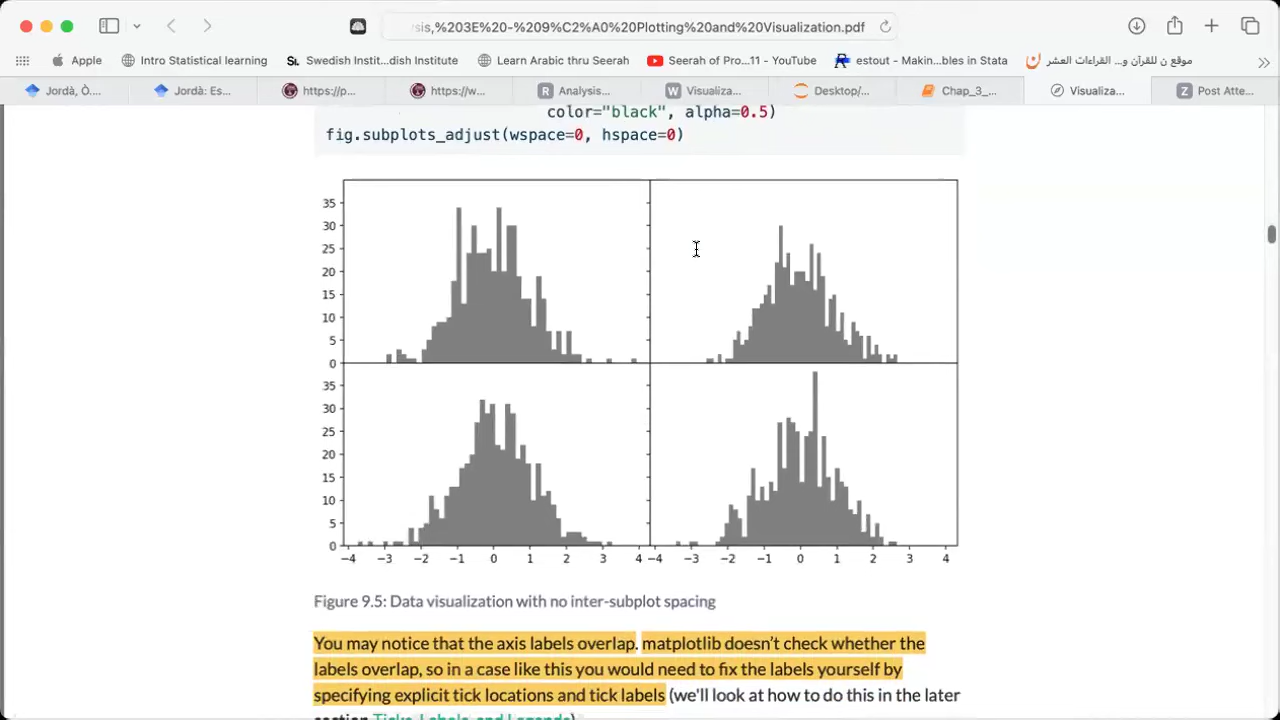 sis,%203E%20-%209%C2%A0%20Plotting%20and%20Visualization.pdf
Apple
Intro Statistical learning
SI. Swedish Instit...dish Institute
Learn Arabic thru Seerah
Seerah of Pro...11 - YouTube
estout - Makin...bles in Stata
موقع ن للقرآن و... القراءات العشر
Jordà, Ò...
Jordà: Es...
https://p...
https://w...
R Analysis...
W Visualiza...
Desktop/...
Chap_3_...
Visualiza...
Z Post Atte...
color="black", alpha=0.5)
fig.subplots_adjust(wspace=0, hspace=0)
35
30
25
20
15
10
5
0
35
30
25
20
15
10
5
0
−4 −3 −2 −1 0 1 2 3 4 −4 −3 −2 −1 0 1 2 3 4
Figure 9.5: Data visualization with no inter-subplot spacing
You may notice that the axis labels overlap. matplotlib doesn’t check whether the
labels overlap, so in a case like this you would need to fix the labels yourself by
specifying explicit tick locations and tick labels (we'll look at how to do this in the later
section Ticks, Labels, and Legends).